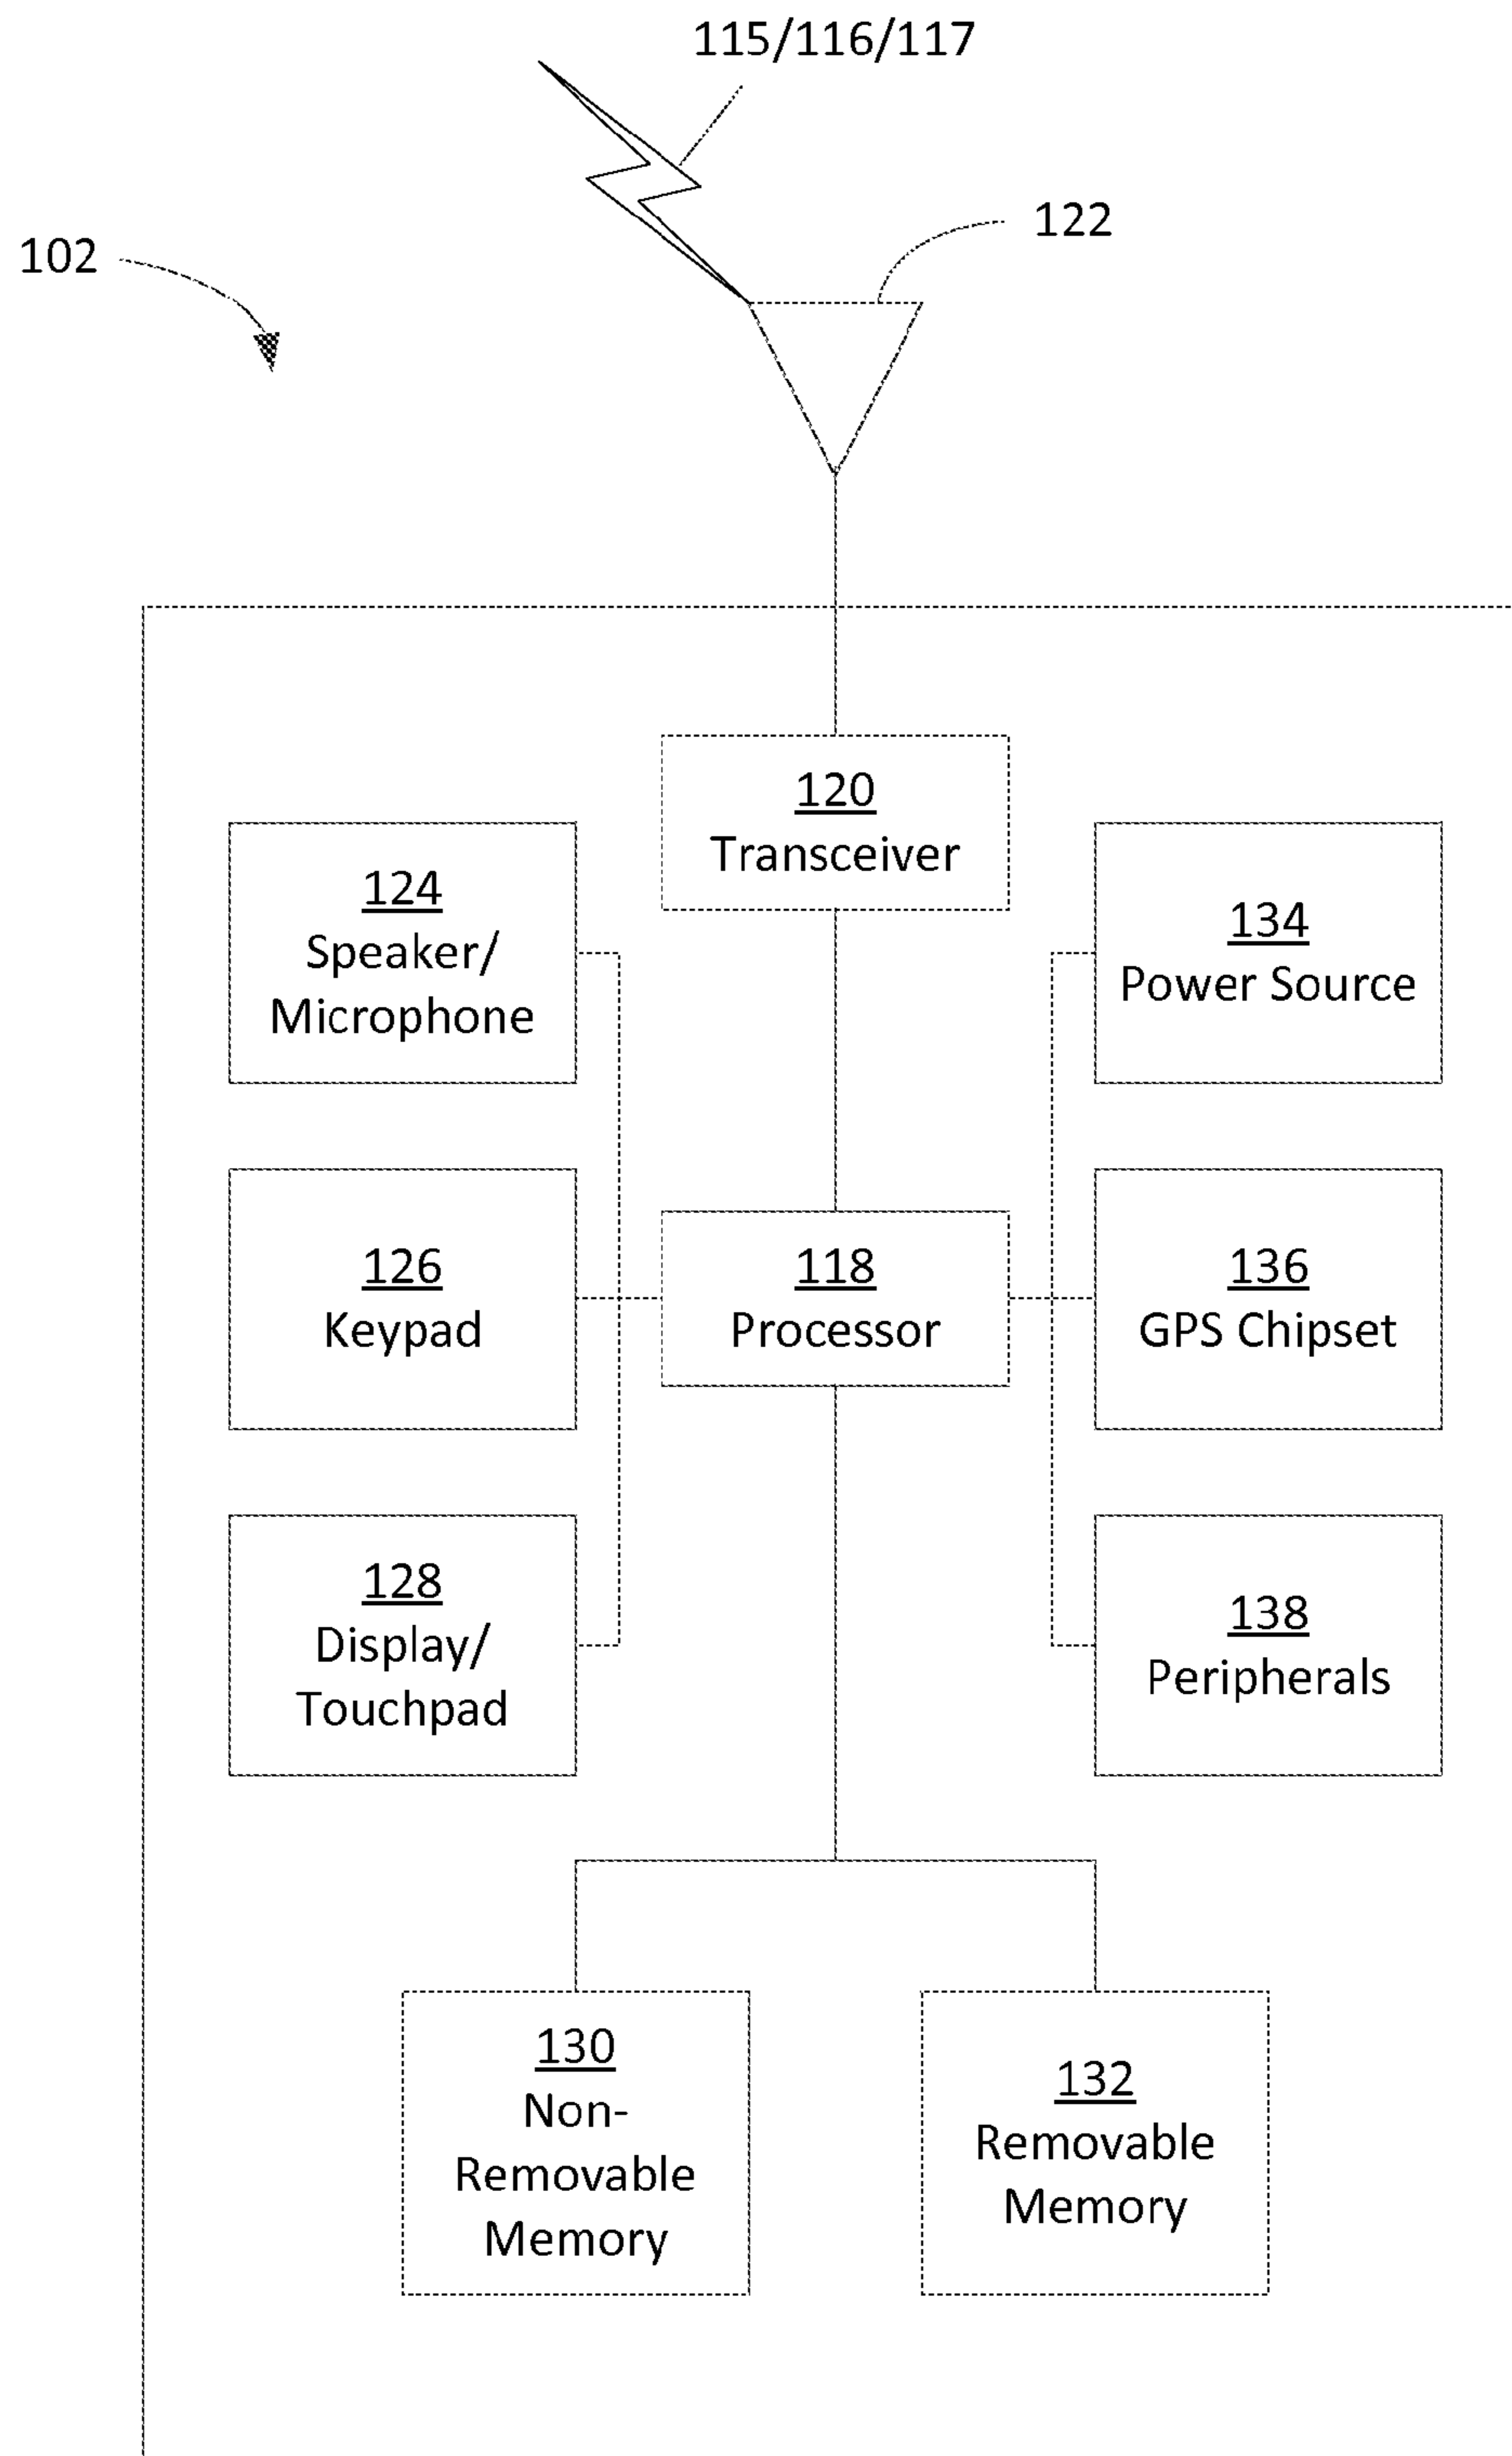 115/116/117
122
102
120
Transceiver
124
Speaker/
Microphone
134
Power Source
126
Keypad
118
Processor
136
GPS Chipset
128
Display/
Touchpad
138
Peripherals
130
Non-
Removable
Memory
132
Removable
Memory